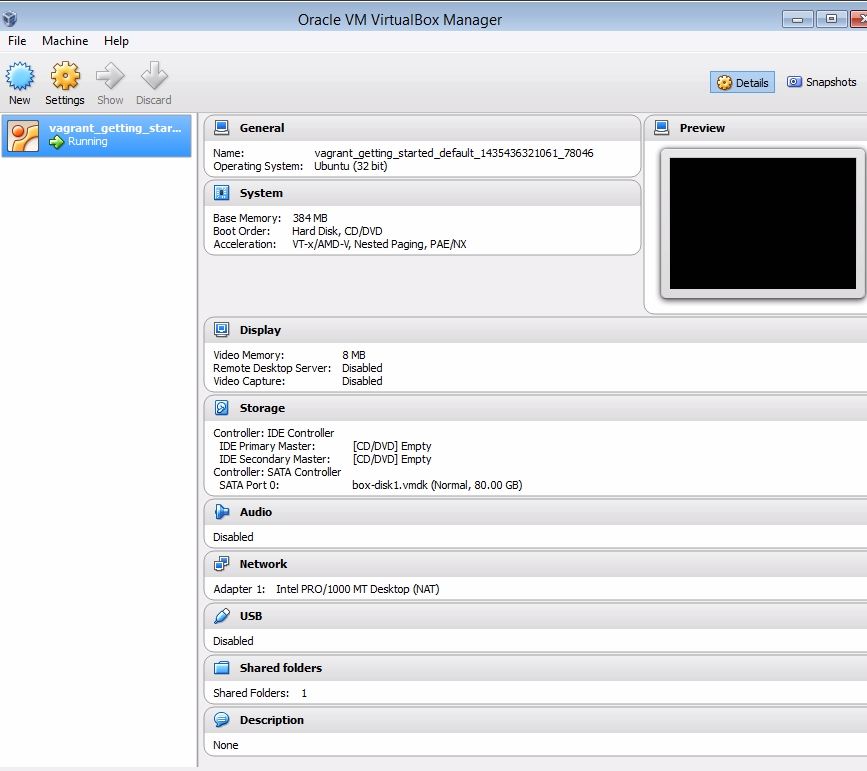 Oracle VM VirtualBox Manager
File Machine Help
New Settings Show Discard
Details Snapshots
vagrant_getting_star...
Running
General
Name: vagrant_getting_started_default_1435436321061_78046
Operating System: Ubuntu (32 bit)
System
Base Memory: 384 MB
Boot Order: Hard Disk, CD/DVD
Acceleration: VT-x/AMD-V, Nested Paging, PAE/NX
Preview
Display
Video Memory: 8 MB
Remote Desktop Server: Disabled
Video Capture: Disabled
Storage
Controller: IDE Controller
IDE Primary Master: [CD/DVD] Empty
IDE Secondary Master: [CD/DVD] Empty
Controller: SATA Controller
SATA Port 0: box-disk1.vmdk (Normal, 80.00 GB)
Audio
Disabled
Network
Adapter 1: Intel PRO/1000 MT Desktop (NAT)
USB
Disabled
Shared folders
Shared Folders: 1
Description
None